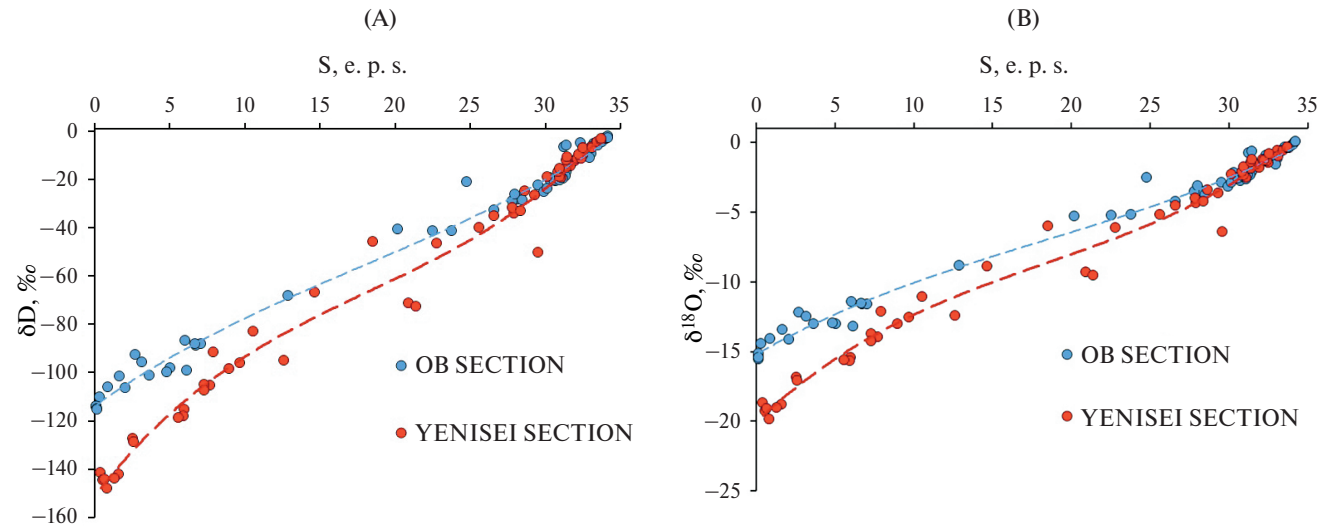 (A)
S, e. p. s.
0 5 10 15 20 25 30 35
0
−20
−40
−60
−80
−100
−120
−140
−160
δD, ‰
OB SECTION
YENISEI SECTION
(B)
S, e. p. s.
0 5 10 15 20 25 30 35
0
−5
−10
−15
−20
−25
δ¹⁸O, ‰
OB SECTION
YENISEI SECTION